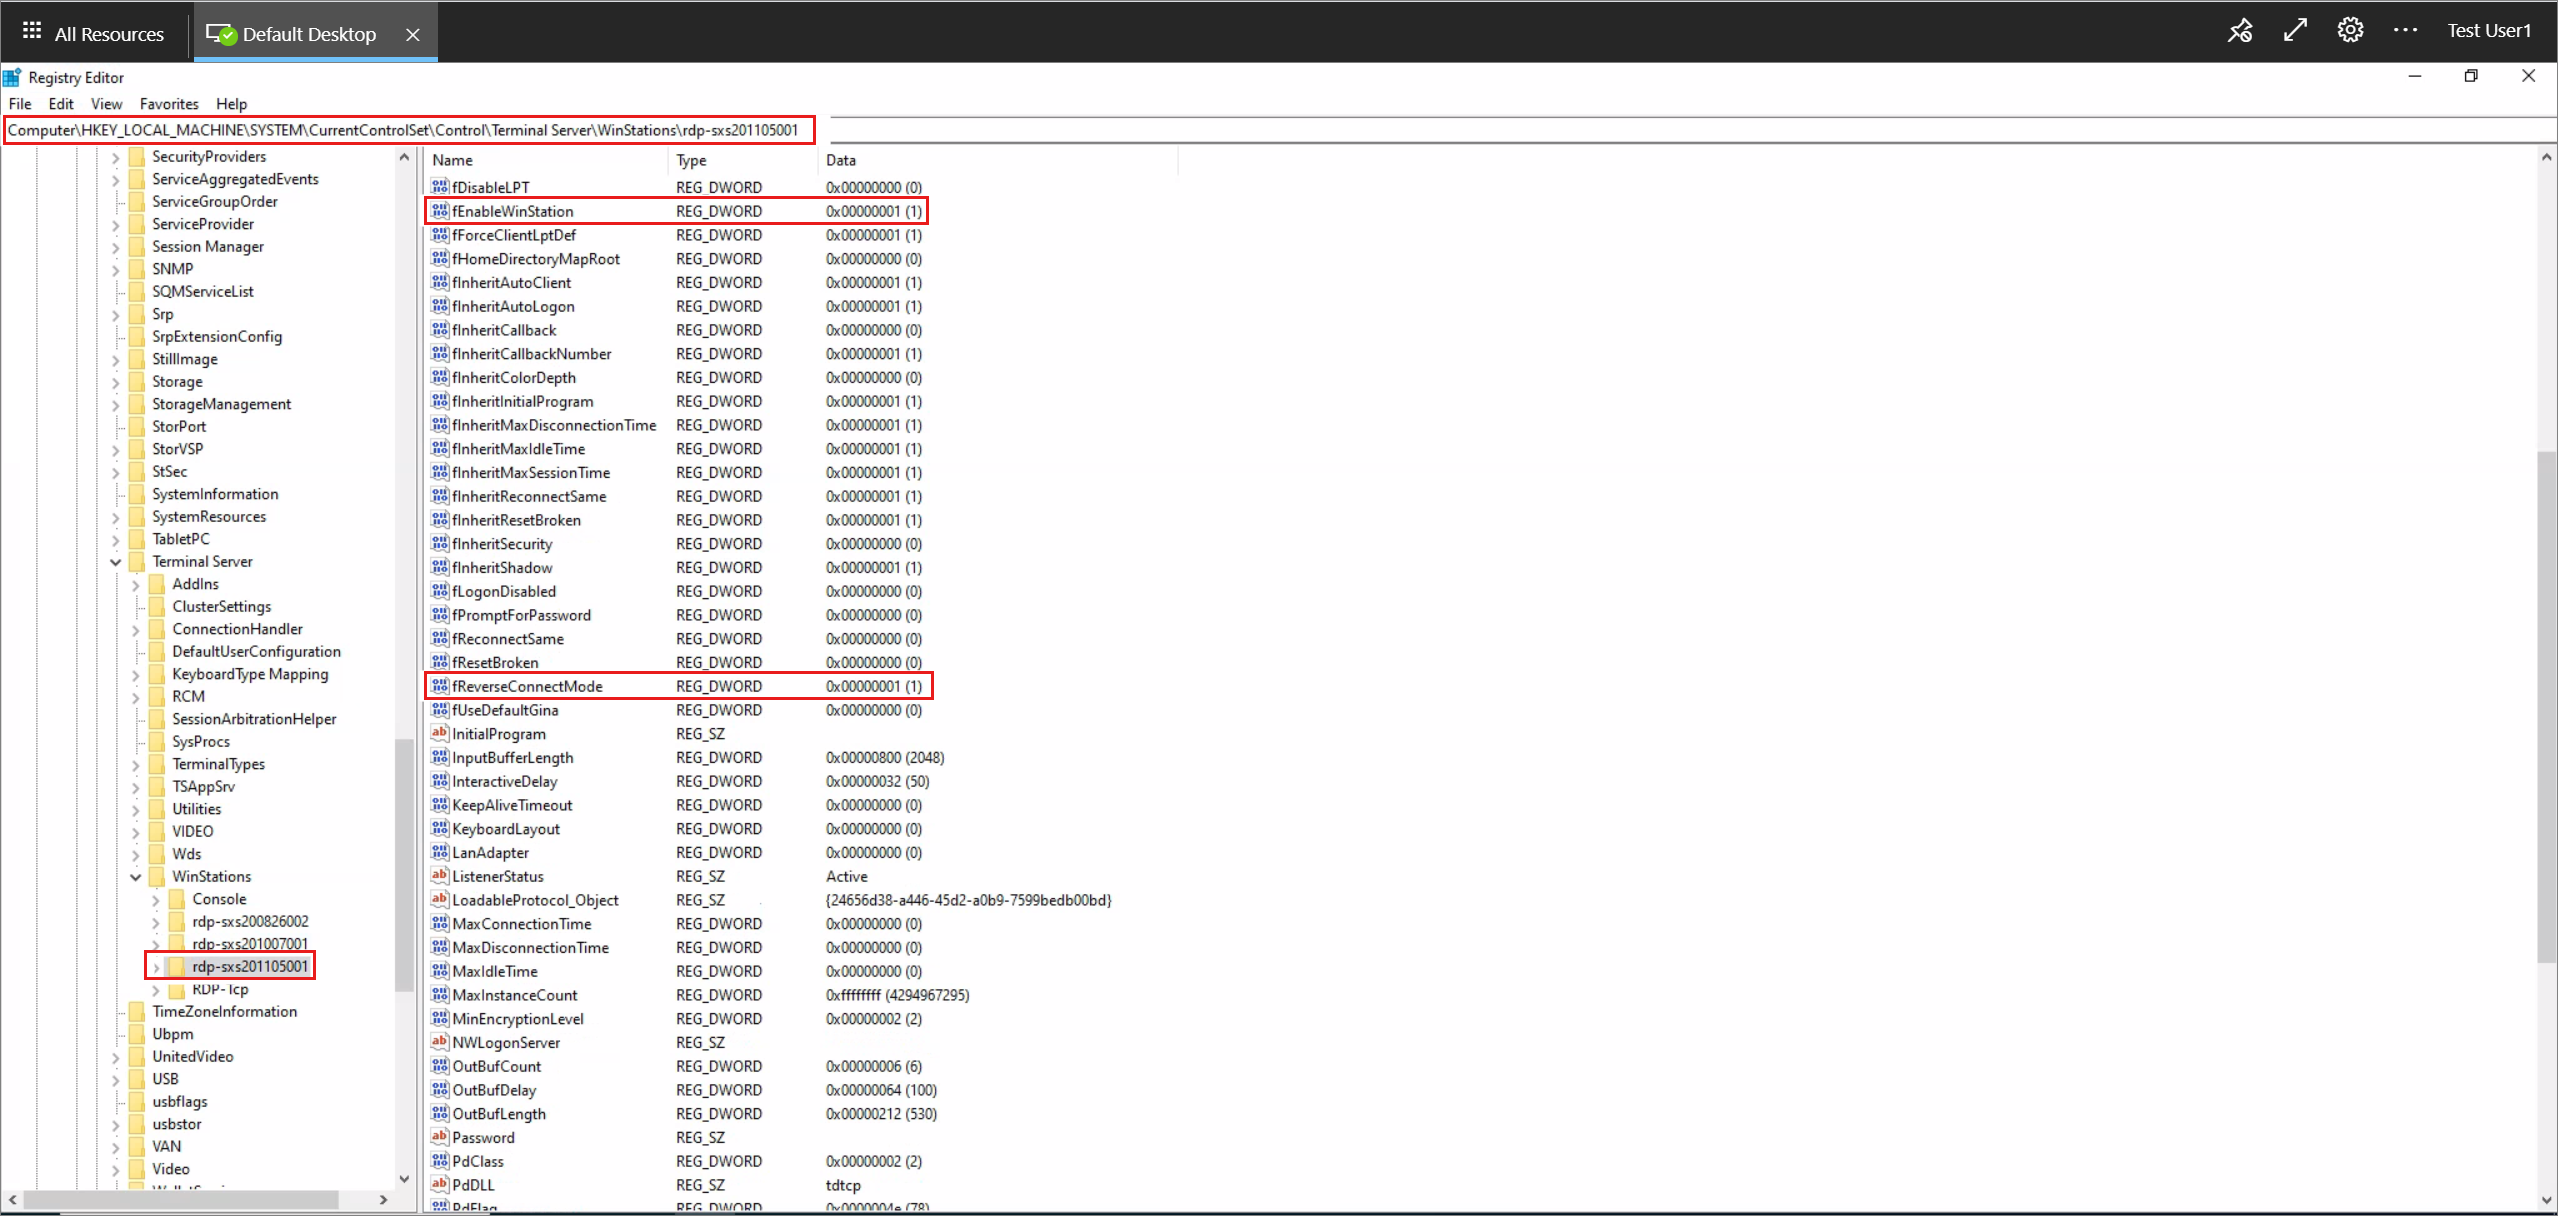 All Resources
Default Desktop
Test User1
Registry Editor
File Edit View Favorites Help
Computer\HKEY_LOCAL_MACHINE\SYSTEM\CurrentControlSet\Control\Terminal Server\WinStations\rdp-sxs201105001
SecurityProviders
ServiceAggregatedEvents
ServiceGroupOrder
ServiceProvider
Session Manager
SNMP
SQMServiceList
Srp
SrpExtensionConfig
StillImage
Storage
StorageManagement
StorPort
StorVSP
StSec
SystemInformation
SystemResources
TabletPC
Terminal Server
AddIns
ClusterSettings
ConnectionHandler
DefaultUserConfiguration
KeyboardType Mapping
RCM
SessionArbitrationHelper
SysProcs
TerminalTypes
TSAppSrv
Utilities
VIDEO
Wds
WinStations
Console
rdp-sxs200826002
rdp-sxs201007001
rdp-sxs201105001
RDP-Tcp
TimeZoneInformation
Ubpm
UnitedVideo
USB
usbflags
usbstor
VAN
Video
Name Type Data
fDisableLPT REG_DWORD 0x00000000 (0)
fEnableWinStation REG_DWORD 0x00000001 (1)
fForceClientLptDef REG_DWORD 0x00000001 (1)
fHomeDirectoryMapRoot REG_DWORD 0x00000000 (0)
fInheritAutoClient REG_DWORD 0x00000001 (1)
fInheritAutoLogon REG_DWORD 0x00000001 (1)
fInheritCallback REG_DWORD 0x00000000 (0)
fInheritCallbackNumber REG_DWORD 0x00000001 (1)
fInheritColorDepth REG_DWORD 0x00000000 (0)
fInheritInitialProgram REG_DWORD 0x00000001 (1)
fInheritMaxDisconnectionTime REG_DWORD 0x00000001 (1)
fInheritMaxIdleTime REG_DWORD 0x00000001 (1)
fInheritMaxSessionTime REG_DWORD 0x00000001 (1)
fInheritReconnectSame REG_DWORD 0x00000001 (1)
fInheritResetBroken REG_DWORD 0x00000001 (1)
fInheritSecurity REG_DWORD 0x00000000 (0)
fInheritShadow REG_DWORD 0x00000001 (1)
fLogonDisabled REG_DWORD 0x00000000 (0)
fPromptForPassword REG_DWORD 0x00000000 (0)
fReconnectSame REG_DWORD 0x00000000 (0)
fResetBroken REG_DWORD 0x00000000 (0)
fReverseConnectMode REG_DWORD 0x00000001 (1)
fUseDefaultGina REG_DWORD 0x00000000 (0)
InitialProgram REG_SZ
InputBufferLength REG_DWORD 0x00000800 (2048)
InteractiveDelay REG_DWORD 0x00000032 (50)
KeepAliveTimeout REG_DWORD 0x00000000 (0)
KeyboardLayout REG_DWORD 0x00000000 (0)
LanAdapter REG_DWORD 0x00000000 (0)
ListenerStatus REG_SZ Active
LoadableProtocol_Object REG_SZ {24656d38-a446-45d2-a0b9-7599bedb00bd}
MaxConnectionTime REG_DWORD 0x00000000 (0)
MaxDisconnectionTime REG_DWORD 0x00000000 (0)
MaxIdleTime REG_DWORD 0x00000000 (0)
MaxInstanceCount REG_DWORD 0xffffffff (4294967295)
MinEncryptionLevel REG_DWORD 0x00000002 (2)
NWLogonServer REG_SZ
OutBufCount REG_DWORD 0x00000006 (6)
OutBufDelay REG_DWORD 0x00000064 (100)
OutBufLength REG_DWORD 0x00000212 (530)
Password REG_SZ
PdClass REG_DWORD 0x00000002 (2)
PdDLL REG_SZ tdtcp
PdFlag REG_DWORD 0x0000004e (78)